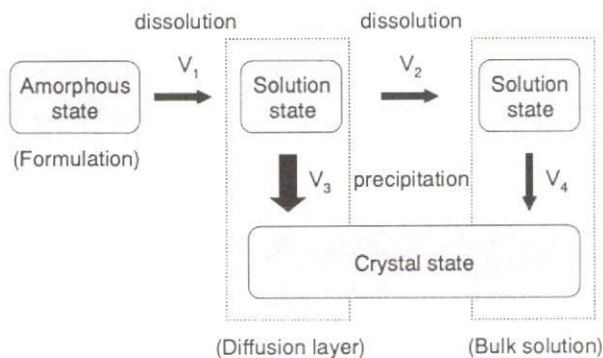 dissolution dissolution
V1 V2
Amorphous state
Solution state
Solution state
(Formulation)
V3 precipitation V4
Crystal state
(Diffusion layer) (Bulk solution)